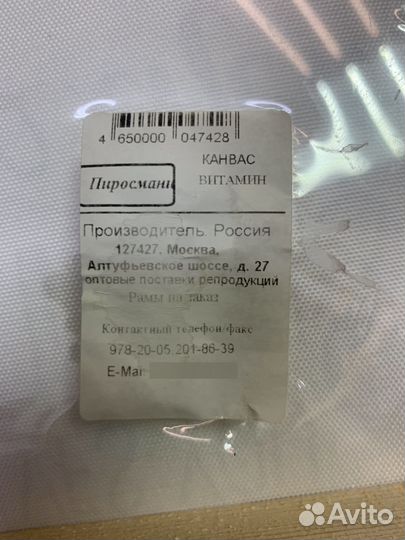 4 650000 047428
КАНВАС
Пиросмани ВИТАМИН
Производитель. Россия
127427. Москва,
Алтуфьевское шоссе, д. 27
оптовые поставки репродукций
Рамы на заказ
Контактный телефон/факс
978-20-05,201-86-39
E-Mai
Avito